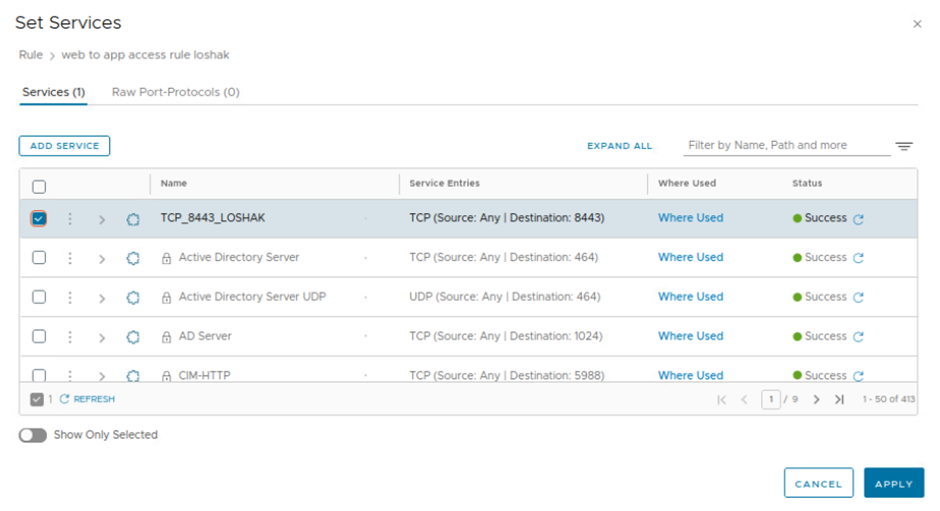 Set Services
Rule > web to app access rule loshak
Services (1) Raw Port-Protocols (0)
ADD SERVICE EXPAND ALL Filter by Name, Path and more
Name Service Entries Where Used Status
TCP_8443_LOSHAK TCP (Source: Any | Destination: 8443) Where Used Success
Active Directory Server TCP (Source: Any | Destination: 464) Where Used Success
Active Directory Server UDP UDP (Source: Any | Destination: 464) Where Used Success
AD Server TCP (Source: Any | Destination: 1024) Where Used Success
CIM-HTTP TCP (Source: Any | Destination: 5988) Where Used Success
1 REFRESH 1 / 9 1 - 50 of 413
Show Only Selected
CANCEL APPLY